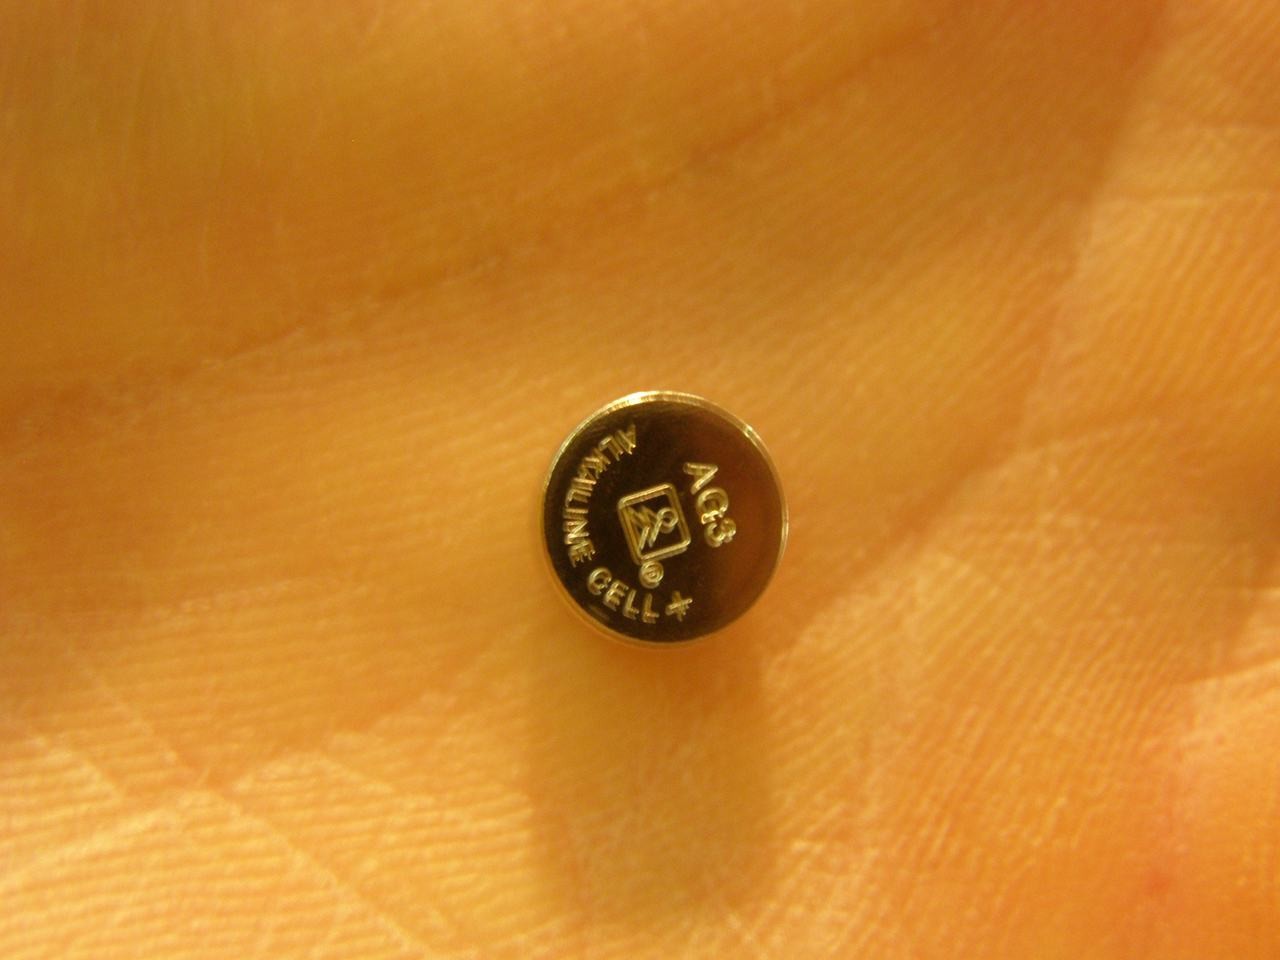 AG3
®
ALKALINE CELL +